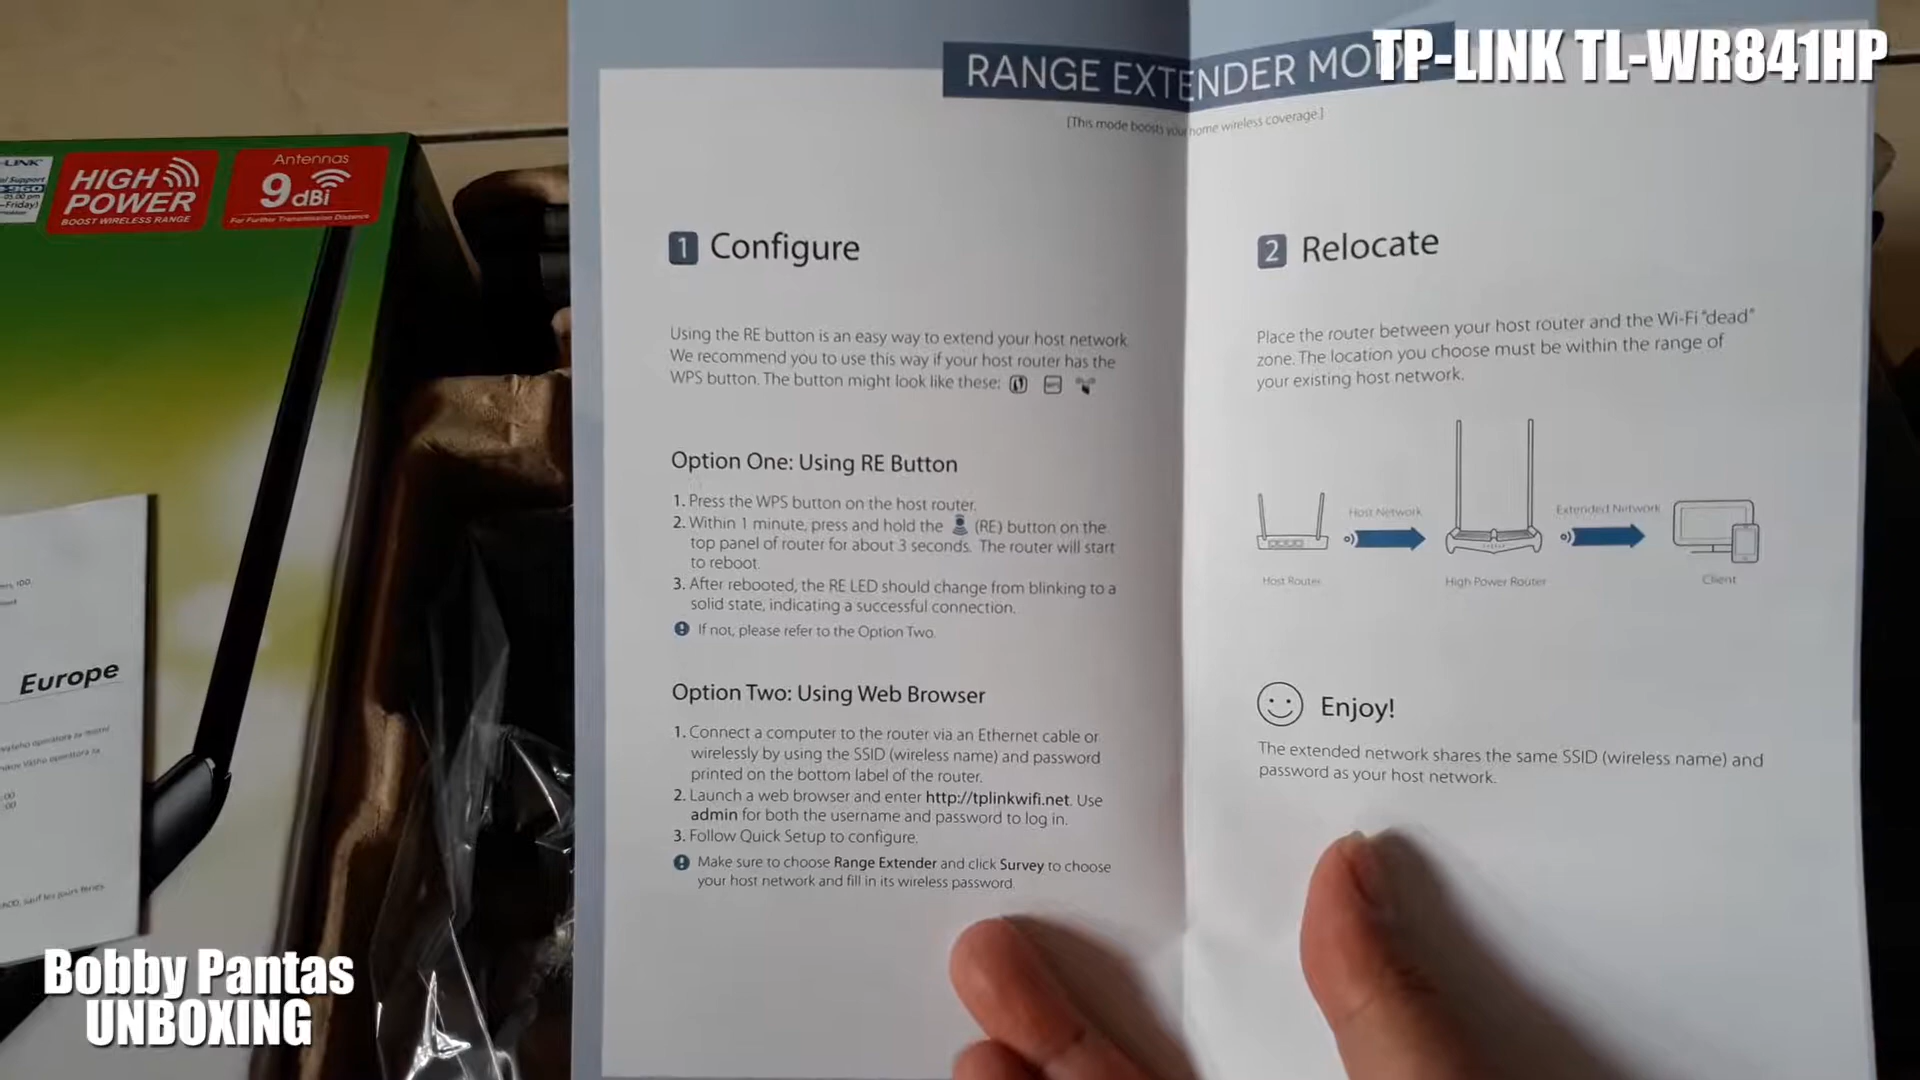 TP-LINK TL-WR841HP
RANGE EXTENDER MO
[This mode boosts your home wireless coverage.]
HIGH
POWER
BOOST WIRELESS RANGE
Antennas
9 dBi
For Further Transmission Distance
1 Configure
Using the RE button is an easy way to extend your host network.
We recommend you to use this way if your host router has the
WPS button. The button might look like these:
Option One: Using RE Button
1. Press the WPS button on the host router.
2. Within 1 minute, press and hold the (RE) button on the
top panel of router for about 3 seconds. The router will start
to reboot.
3. After rebooted, the RE LED should change from blinking to a
solid state, indicating a successful connection.
If not, please refer to the Option Two.
Option Two: Using Web Browser
1. Connect a computer to the router via an Ethernet cable or
wirelessly by using the SSID (wireless name) and password
printed on the bottom label of the router.
2. Launch a web browser and enter http://tplinkwifi.net. Use
admin for both the username and password to log in.
3. Follow Quick Setup to configure.
Make sure to choose Range Extender and click Survey to choose
your host network and fill in its wireless password.
2 Relocate
Place the router between your host router and the Wi-Fi "dead"
zone. The location you choose must be within the range of
your existing host network.
Host Network
Extended Network
Host Router
High Power Router
Client
Enjoy!
The extended network shares the same SSID (wireless name) and
password as your host network.
Europe
Bobby Pantas
UNBOXING